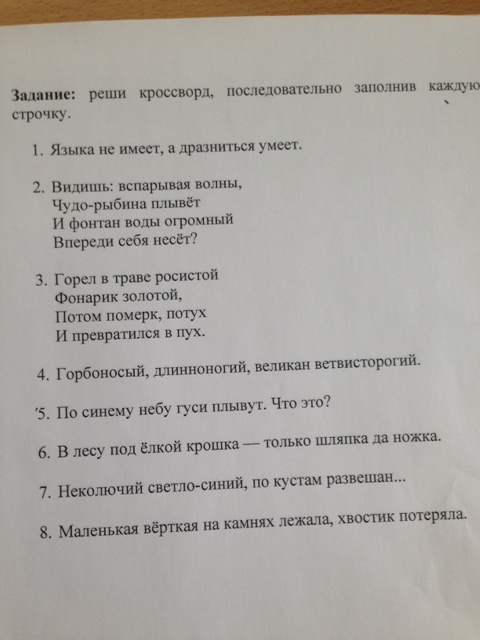 Задание: реши кроссворд, последовательно заполнив каждую
строчку.
1. Языка не имеет, а дразниться умеет.
2. Видишь: вспарывая волны,
Чудо-рыбина плывёт
И фонтан воды огромный
Впереди себя несёт?
3. Горел в траве росистой
Фонарик золотой,
Потом померк, потух
И превратился в пух.
4. Горбоносый, длинноногий, великан ветвисторогий.
5. По синему небу гуси плывут. Что это?
6. В лесу под ёлкой крошка — только шляпка да ножка.
7. Неколючий светло-синий, по кустам развешан...
8. Маленькая вёрткая на камнях лежала, хвостик потеряла.